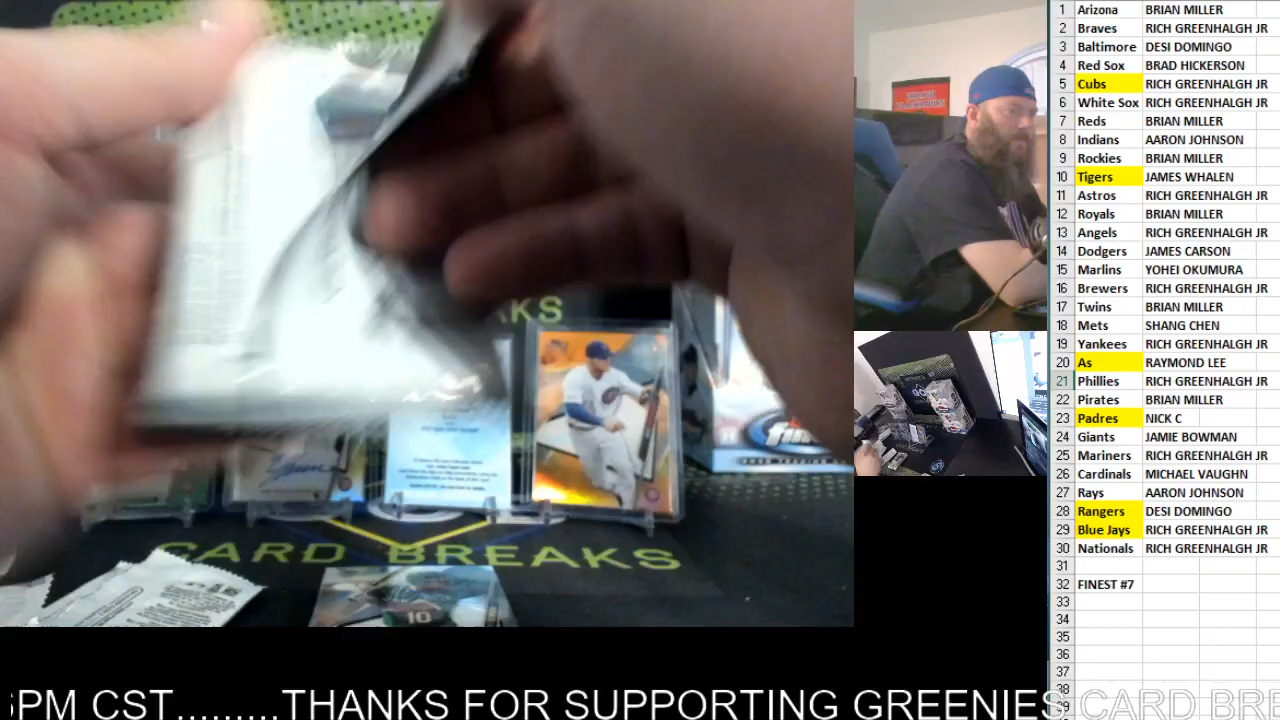 KS
fin
CARD BREAKS
10
1 Arizona BRIAN MILLER
2 Braves RICH GREENHALGH JR
3 Baltimore DESI DOMINGO
4 Red Sox BRAD HICKERSON
5 Cubs RICH GREENHALGH JR
6 White Sox RICH GREENHALGH JR
7 Reds BRIAN MILLER
8 Indians AARON JOHNSON
9 Rockies BRIAN MILLER
10 Tigers JAMES WHALEN
11 Astros RICH GREENHALGH JR
12 Royals BRIAN MILLER
13 Angels RICH GREENHALGH JR
14 Dodgers JAMES CARSON
15 Marlins YOHEI OKUMURA
16 Brewers RICH GREENHALGH JR
17 Twins BRIAN MILLER
18 Mets SHANG CHEN
19 Yankees RICH GREENHALGH JR
20 As RAYMOND LEE
21 Phillies RICH GREENHALGH JR
22 Pirates BRIAN MILLER
23 Padres NICK C
24 Giants JAMIE BOWMAN
25 Mariners RICH GREENHALGH JR
26 Cardinals MICHAEL VAUGHN
27 Rays AARON JOHNSON
28 Rangers DESI DOMINGO
29 Blue Jays RICH GREENHALGH JR
30 Nationals RICH GREENHALGH JR
31
32 FINEST #7
33
34
35
36
37
38
PM CST.........THANKS FOR SUPPORTING GREENIES CARD BRE